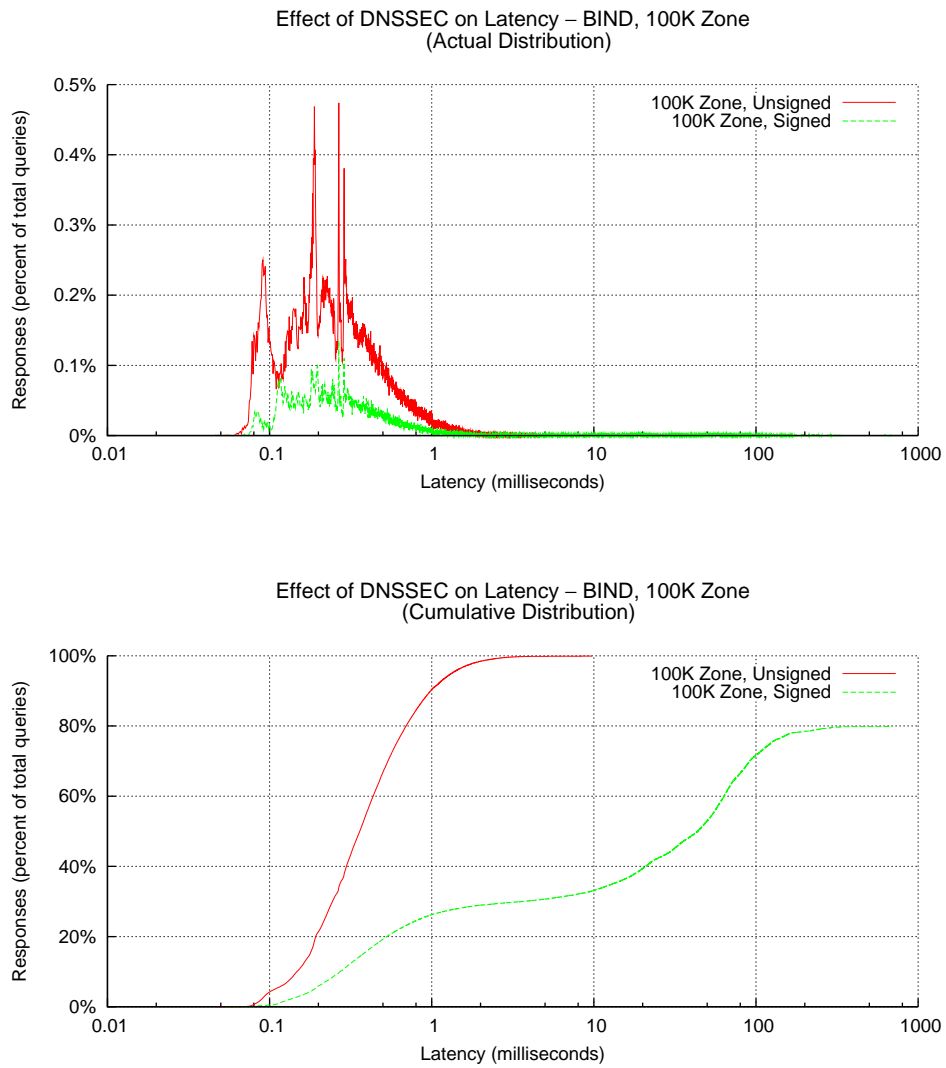 Effect of DNSSEC on Latency – BIND, 100K Zone
(Actual Distribution)
0.5%
0.4%
0.3%
0.2%
0.1%
0%
Responses (percent of total queries)
100K Zone, Unsigned
100K Zone, Signed
0.01 0.1 1 10 100 1000
Latency (milliseconds)
Effect of DNSSEC on Latency – BIND, 100K Zone
(Cumulative Distribution)
100%
80%
60%
40%
20%
0%
Responses (percent of total queries)
100K Zone, Unsigned
100K Zone, Signed
0.01 0.1 1 10 100 1000
Latency (milliseconds)